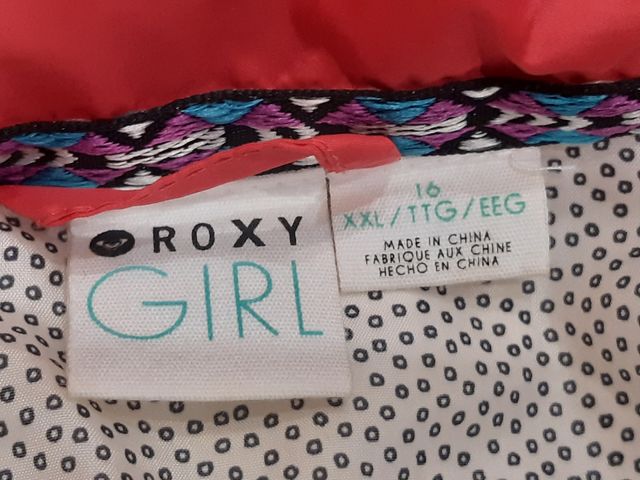 ROXY
GIRL
16
XXL/TTG/EEG
MADE IN CHINA
FABRIQUE AUX CHINE
HECHO EN CHINA